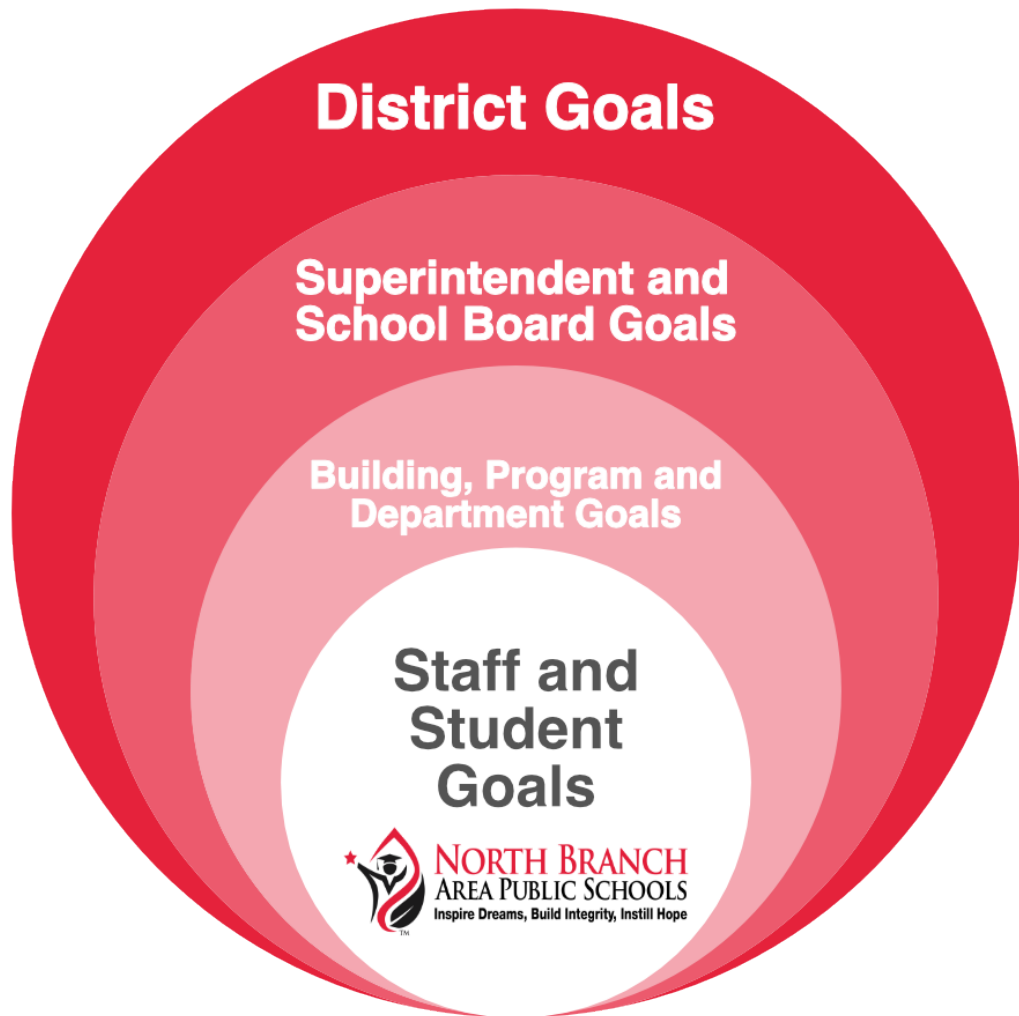 District Goals
Superintendent and
School Board Goals
Building, Program and
Department Goals
Staff and
Student
Goals
NORTH BRANCH
AREA PUBLIC SCHOOLS
Inspire Dreams, Build Integrity, Instill Hope
TM